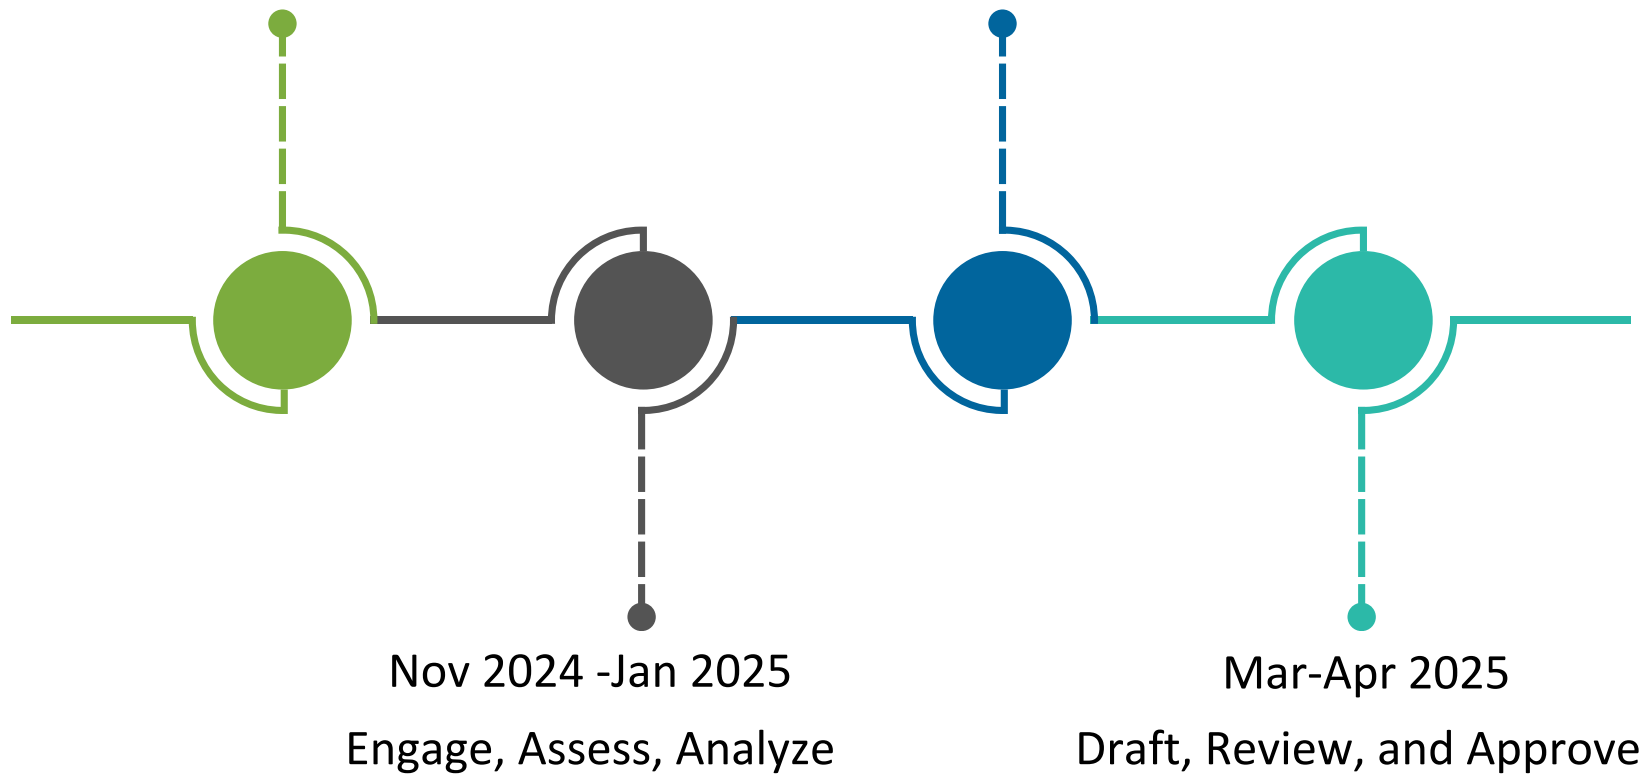 Nov 2024 -Jan 2025
Engage, Assess, Analyze
Mar-Apr 2025
Draft, Review, and Approve